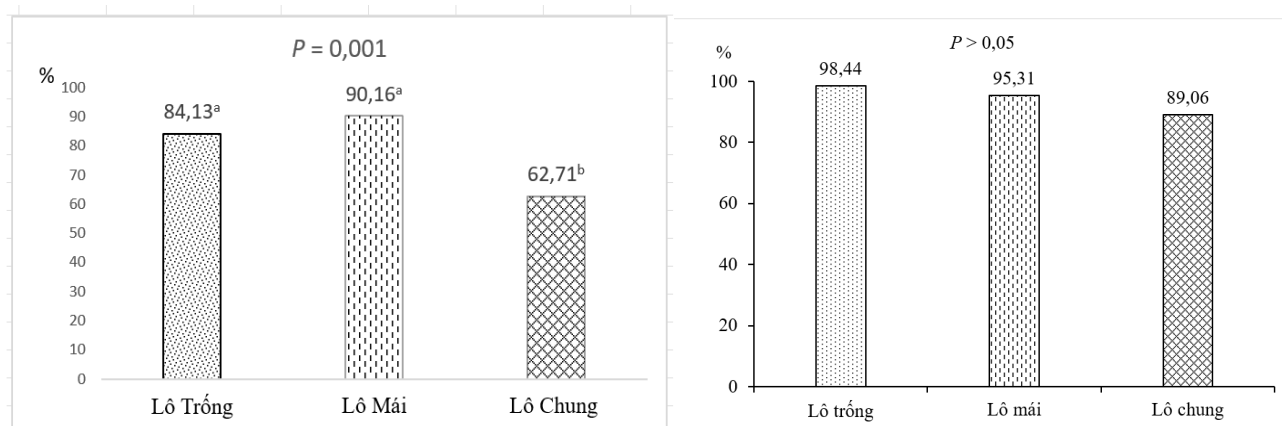 P = 0,001
%
100
90
80
70
60
50
40
30
20
10
0
84,13ᵃ
90,16ᵃ
62,71ᵇ
Lô Trống
Lô Mái
Lô Chung
P > 0,05
%
100
80
60
40
20
0
98,44
95,31
89,06
Lô trống
Lô mái
Lô chung